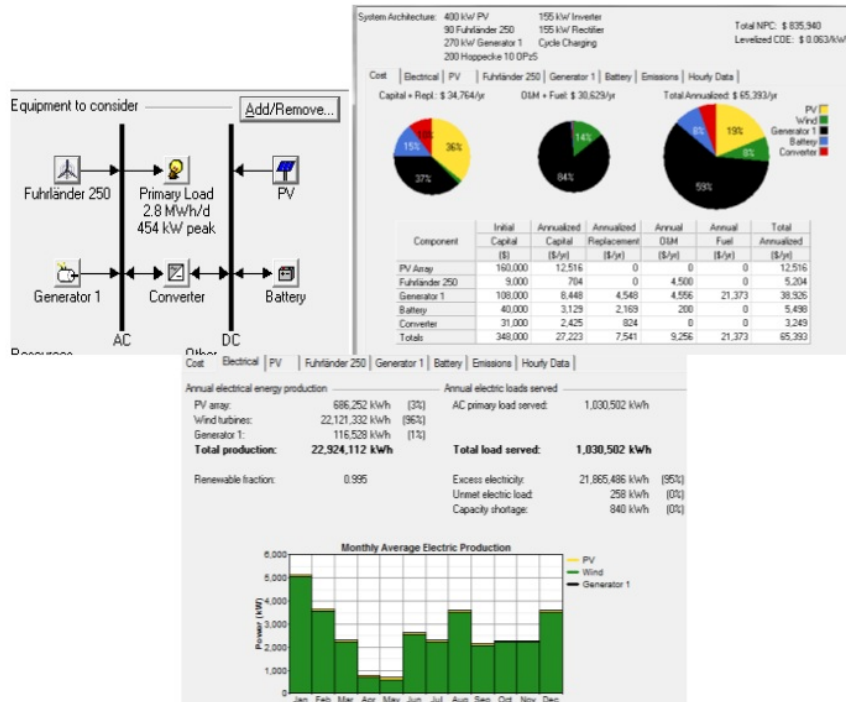 Equipment to consider
Add/Remove...
Fuhrländer 250
Primary Load
2.8 MWh/d
454 kW peak
PV
Generator 1
Converter
Battery
AC
DC
Resources
Other
System Architecture: 400 kW PV 155 kW Inverter
90 Fuhrländer 250 155 kW Rectifier
270 kW Generator 1 Cycle Charging
200 Hoppecke 10 OPzS
Total NPC: $ 835,940
Levelized COE: $ 0.063/kW
Cost Electrical PV Fuhrländer 250 Generator 1 Battery Emissions Hourly Data
Capital + Repl.: $ 34,764/yr O&M + Fuel: $ 30,629/yr Total Annualized: $ 65,393/yr
36%
37%
15%
14%
84%
19%
8%
59%
8%
PV
Wind
Generator 1
Battery
Converter
Component Initial Capital ($) Annualized Capital ($/yr) Annualized Replacement ($/yr) Annual O&M ($/yr) Annual Fuel ($/yr) Total Annualized ($/yr)
PV Array 160,000 12,516 0 0 0 12,516
Fuhrländer 250 9,000 704 0 4,500 0 5,204
Generator 1 108,000 8,448 4,548 4,556 21,373 38,926
Battery 40,000 3,129 2,169 200 0 5,498
Converter 31,000 2,425 824 0 0 3,249
Totals 348,000 27,223 7,541 9,256 21,373 65,393
Cost Electrical PV Fuhrländer 250 Generator 1 Battery Emissions Hourly Data
Annual electrical energy production
PV array: 686,252 kWh (3%)
Wind turbines: 22,121,332 kWh (96%)
Generator 1: 116,528 kWh (1%)
Total production: 22,924,112 kWh
Renewable fraction: 0.995
Annual electric loads served
AC primary load served: 1,030,502 kWh
Total load served: 1,030,502 kWh
Excess electricity: 21,865,486 kWh (95%)
Unmet electric load: 258 kWh (0%)
Capacity shortage: 840 kWh (0%)
Monthly Average Electric Production
Power (kW)
6,000
5,000
4,000
3,000
2,000
1,000
0
Jan Feb Mar Apr May Jun Jul Aug Sep Oct Nov Dec
PV
Wind
Generator 1